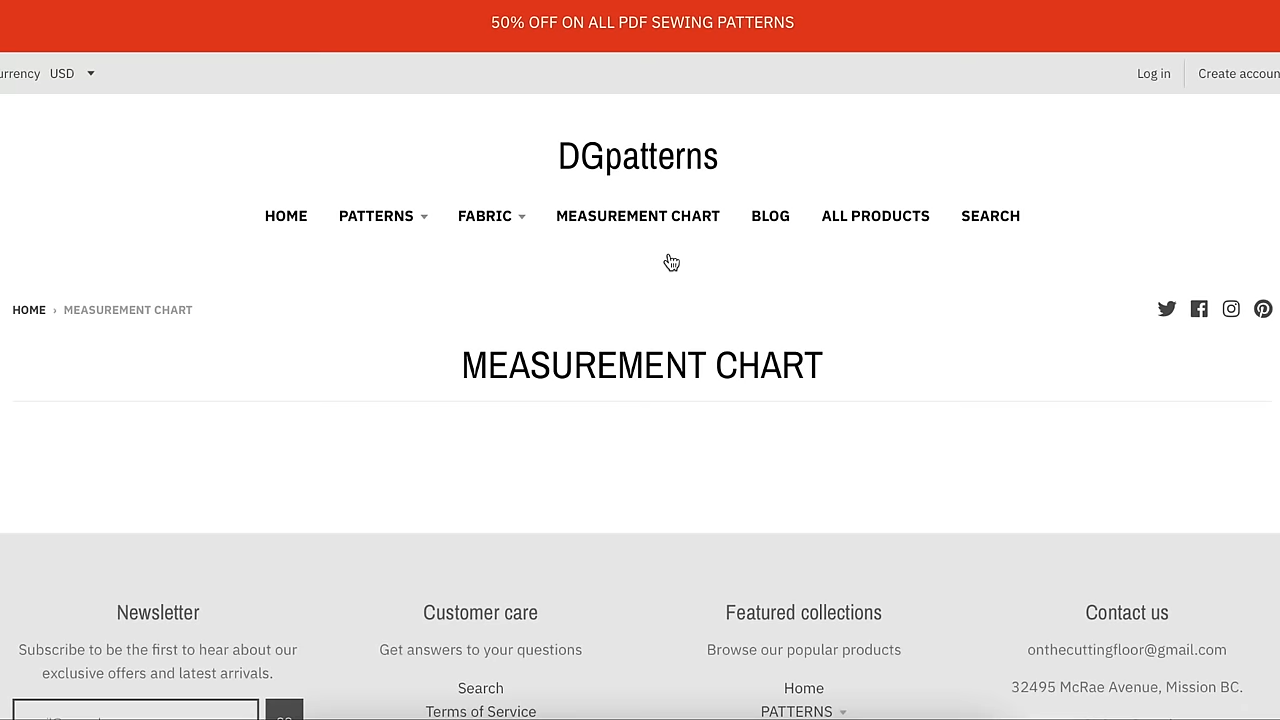 50% OFF ON ALL PDF SEWING PATTERNS
urrency USD
Log in
Create accoun
DGpatterns
HOME PATTERNS FABRIC MEASUREMENT CHART BLOG ALL PRODUCTS SEARCH
HOME › MEASUREMENT CHART
MEASUREMENT CHART
Newsletter
Subscribe to be the first to hear about our
exclusive offers and latest arrivals.
Customer care
Get answers to your questions
Search
Terms of Service
Featured collections
Browse our popular products
Home
PATTERNS
Contact us
onthecuttingfloor@gmail.com
32495 McRae Avenue, Mission BC.